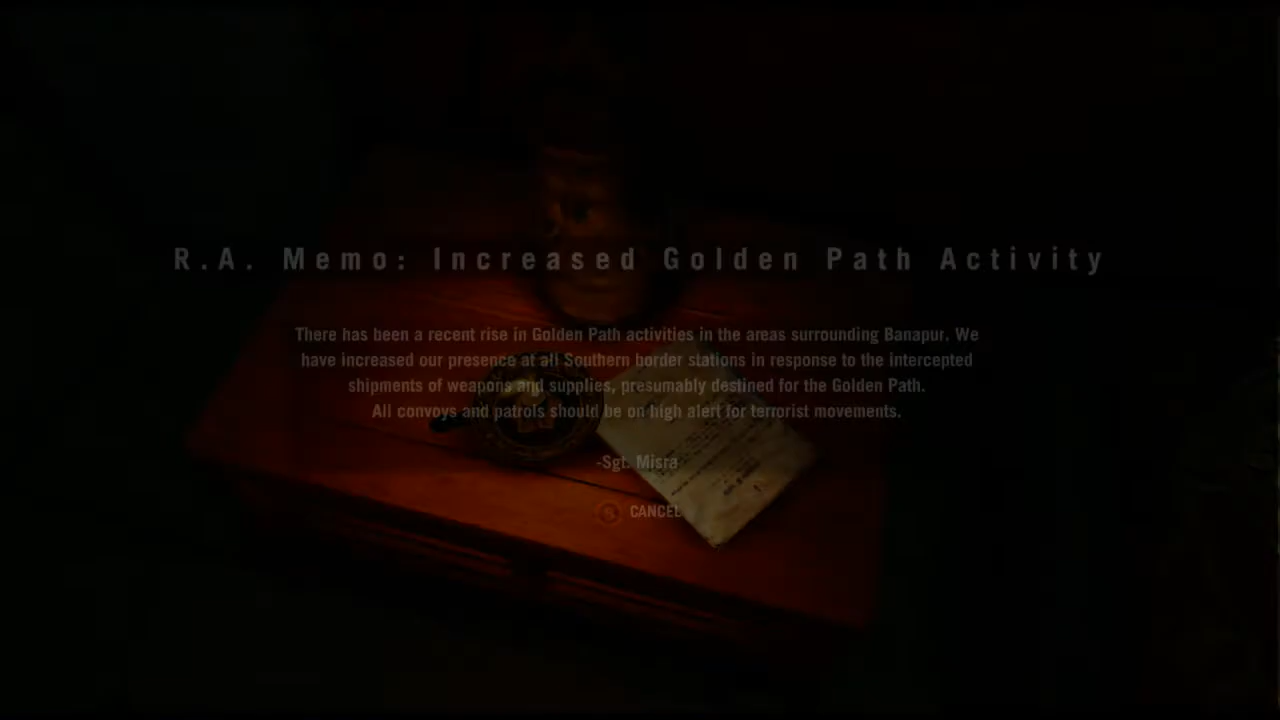 R.A. Memo: Increased Golden Path Activity
There has been a recent rise in Golden Path activities in the areas surrounding Banapur. We
have increased our presence at all Southern border stations in response to the intercepted
shipments of weapons and supplies, presumably destined for the Golden Path.
All convoys and patrols should be on high alert for terrorist movements.
-Sgt. Misra
CANCEL